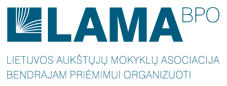 LAMA BPO
LIETUVOS AUKŠTŲJŲ MOKYKLŲ ASOCIACIJA
BENDRAJAM PRIĖMIMUI ORGANIZUOTI